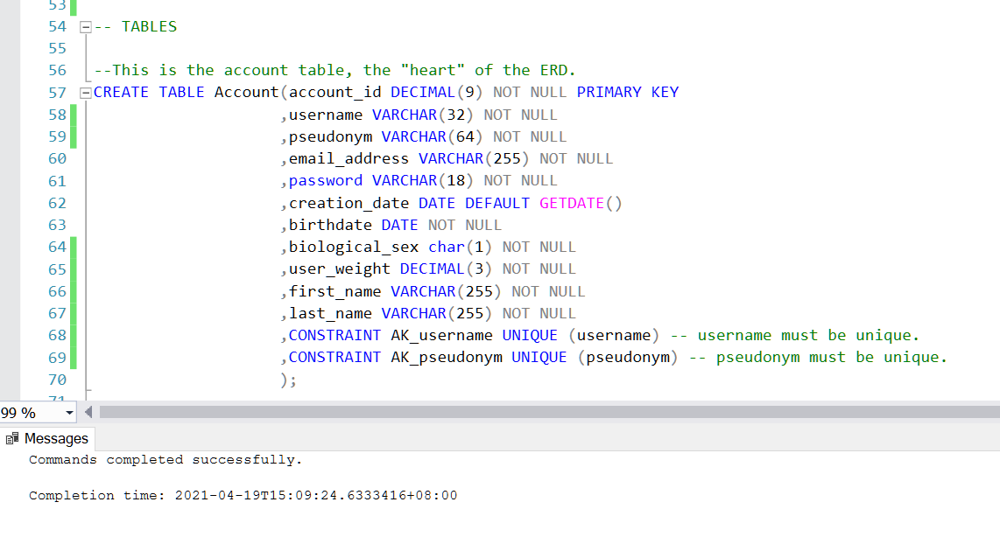 53
54 -- TABLES
55
56 --This is the account table, the "heart" of the ERD.
57 CREATE TABLE Account(account_id DECIMAL(9) NOT NULL PRIMARY KEY
58 ,username VARCHAR(32) NOT NULL
59 ,pseudonym VARCHAR(64) NOT NULL
60 ,email_address VARCHAR(255) NOT NULL
61 ,password VARCHAR(18) NOT NULL
62 ,creation_date DATE DEFAULT GETDATE()
63 ,birthdate DATE NOT NULL
64 ,biological_sex char(1) NOT NULL
65 ,user_weight DECIMAL(3) NOT NULL
66 ,first_name VARCHAR(255) NOT NULL
67 ,last_name VARCHAR(255) NOT NULL
68 ,CONSTRAINT AK_username UNIQUE (username) -- username must be unique.
69 ,CONSTRAINT AK_pseudonym UNIQUE (pseudonym) -- pseudonym must be unique.
70 );
71
99 %
Messages
Commands completed successfully.
Completion time: 2021-04-19T15:09:24.6333416+08:00